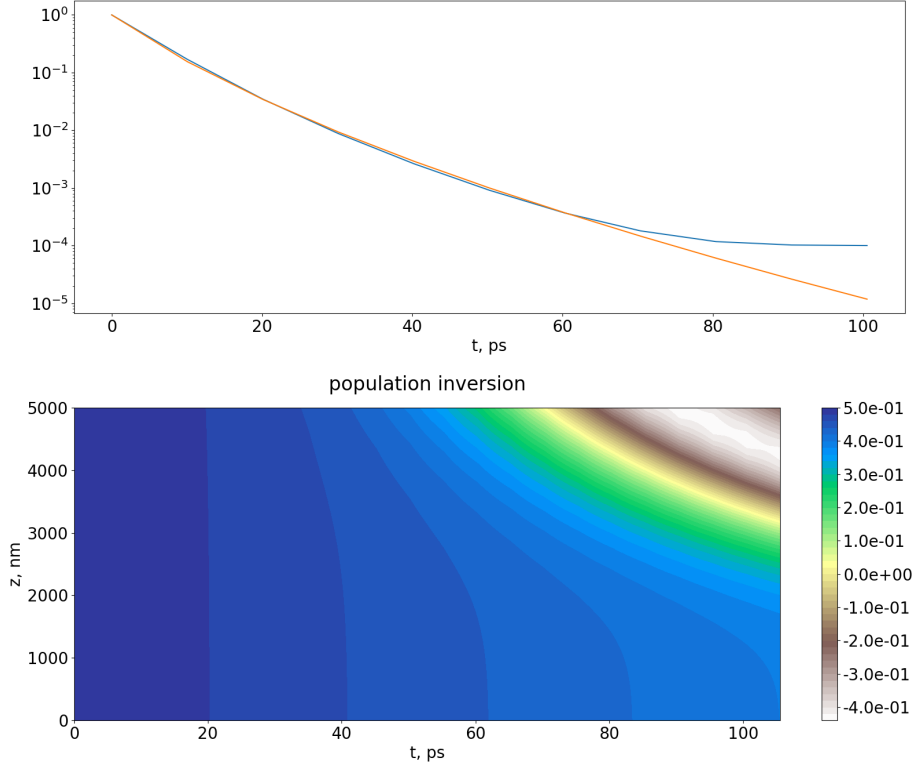 10⁰
10⁻¹
10⁻²
10⁻³
10⁻⁴
10⁻⁵
0 20 40 60 80 100
t, ps
population inversion
5000
4000
3000
2000
1000
0
z, nm
0 20 40 60 80 100
t, ps
5.0e-01
4.0e-01
3.0e-01
2.0e-01
1.0e-01
0.0e+00
-1.0e-01
-2.0e-01
-3.0e-01
-4.0e-01